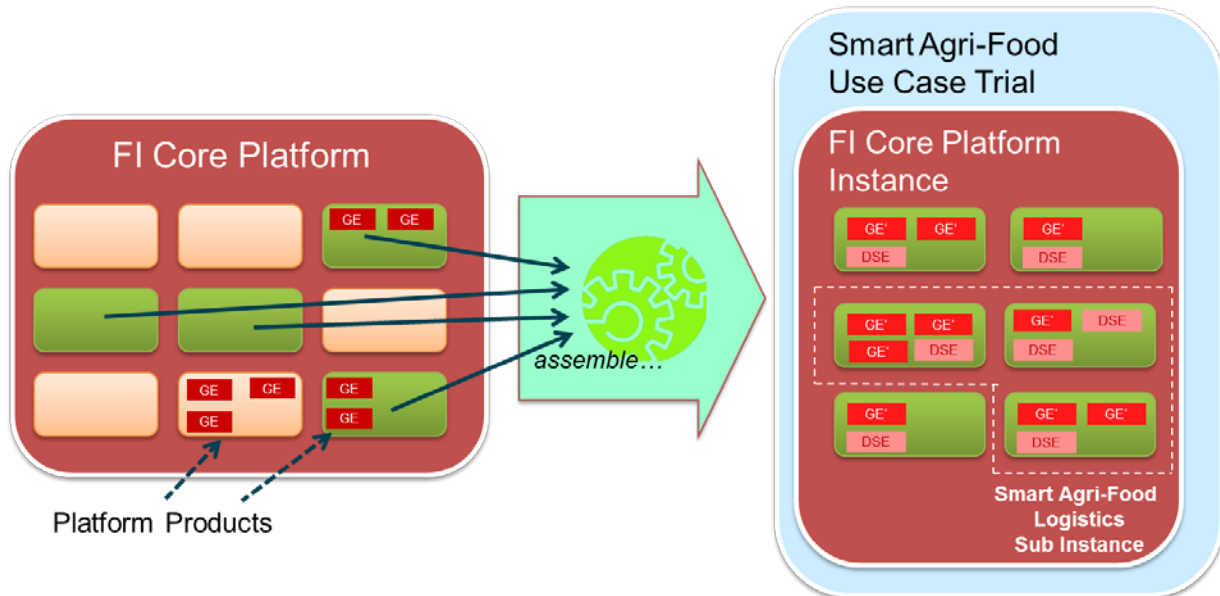 FI Core Platform
GE GE
GE GE GE
GE GE
Platform Products
assemble...
Smart Agri-Food
Use Case Trial
FI Core Platform
Instance
GE' GE' GE'
DSE DSE
GE' GE' GE' DSE
GE' DSE DSE
GE' GE' GE'
DSE DSE
Smart Agri-Food
Logistics
Sub Instance